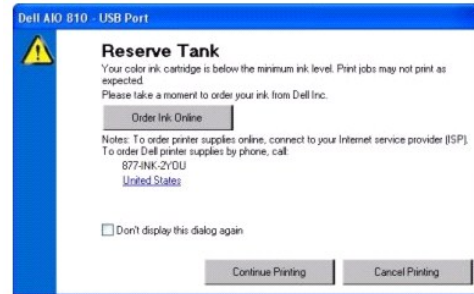 Dell AIO 810 - USB Port
Reserve Tank
Your color ink cartridge is below the minimum ink level. Print jobs may not print as
expected.
Please take a moment to order your ink from Dell Inc.
Order Ink Online
Notes: To order printer supplies online, connect to your Internet service provider (ISP).
To order Dell printer supplies by phone, call:
877-INK-2YOU
United States
Don't display this dialog again
Continue Printing
Cancel Printing